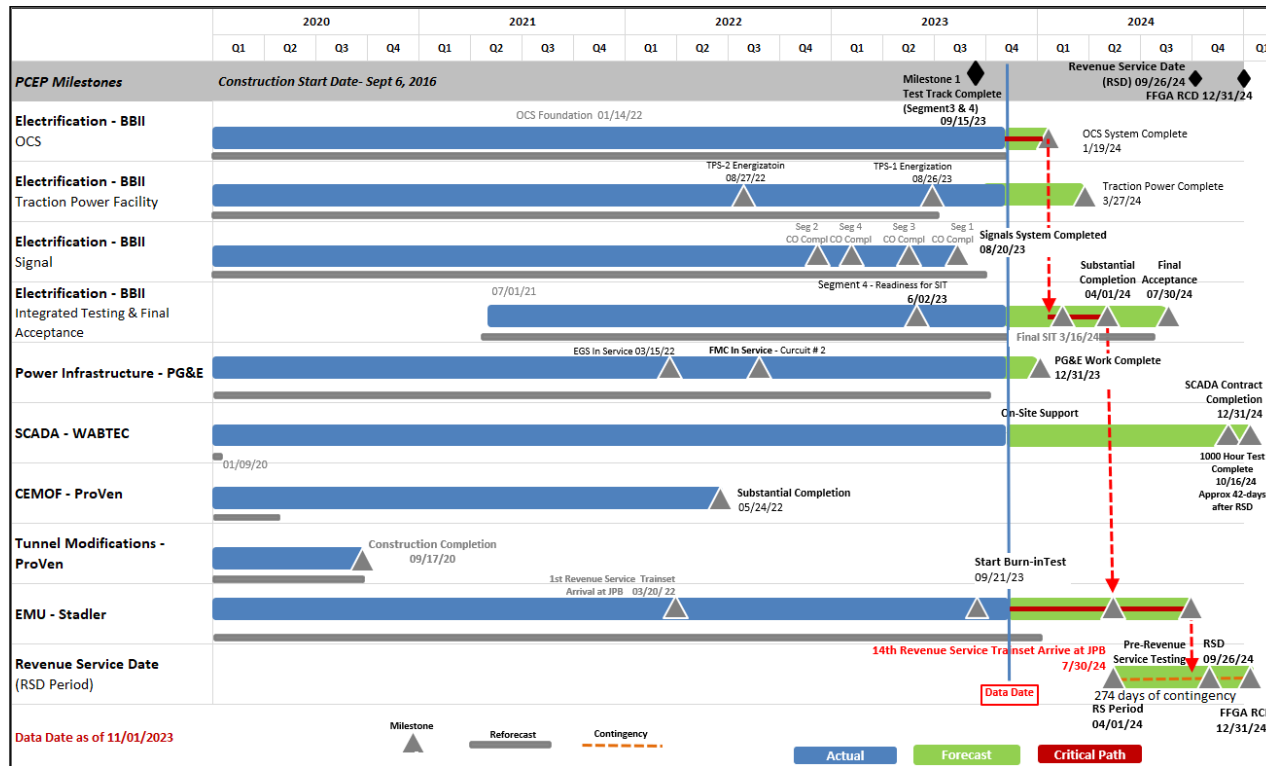 2020 2021 2022 2023 2024
Q1 Q2 Q3 Q4 Q1 Q2 Q3 Q4 Q1 Q2 Q3 Q4 Q1 Q2 Q3 Q4 Q1 Q2 Q3 Q4 Q1
PCEP Milestones
Construction Start Date- Sept 6, 2016
Milestone 1
Test Track Complete
(Segment3 & 4)
09/15/23
Revenue Service Date
(RSD) 09/26/24
FFGA RCD 12/31/24
Electrification - BBII
OCS
OCS Foundation 01/14/22
OCS System Complete
1/19/24
Electrification - BBII
Traction Power Facility
TPS-2 Energizatoin
08/27/22
TPS-1 Energization
08/26/23
Traction Power Complete
3/27/24
Electrification - BBII
Signal
Seg 2
CO Compl
Seg 4
CO Compl
Seg 3
CO Compl
Seg 1
CO Compl
Signals System Completed
08/20/23
Electrification - BBII
Integrated Testing & Final
Acceptance
07/01/21
Segment 4 - Readiness for SIT
6/02/23
Substantial
Completion
04/01/24
Final
Acceptance
07/30/24
Final SIT 3/16/24
Power Infrastructure - PG&E
EGS In Service 03/15/22
FMC In Service - Curcuit # 2
PG&E Work Complete
12/31/23
SCADA - WABTEC
01/09/20
On-Site Support
SCADA Contract
Completion
12/31/24
1000 Hour Test
Complete
10/16/24
Approx 42-days
after RSD
CEMOF - ProVen
Substantial Completion
05/24/22
Tunnel Modifications -
ProVen
Construction Completion
09/17/20
EMU - Stadler
1st Revenue Service Trainset
Arrival at JPB 03/20/ 22
Start Burn-inTest
09/21/23
14th Revenue Service Trainset Arrive at JPB
7/30/24
Revenue Service Date
(RSD Period)
Pre-Revenue
Service Testing
RSD
09/26/24
274 days of contingency
RS Period
04/01/24
FFGA RCD
12/31/24
Data Date
Data Date as of 11/01/2023
Milestone
Reforecast
Contingency
Actual
Forecast
Critical Path